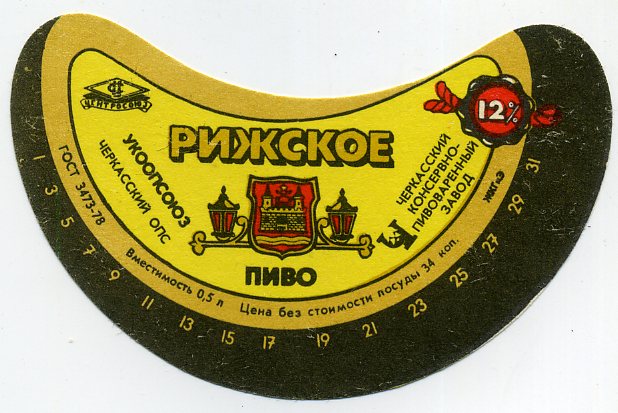 ЦЕНТРОСОЮЗ
12%
РИЖСКОЕ
УКООПСОЮЗ
ЧЕРКАССКИЙ ОПС
ЧЕРКАССКИЙ
КОНСЕРВНО-
ПИВОВАРЕННЫЙ
ЗАВОД
ПИВО
ГОСТ 3473-78
Вместимость 0,5 л Цена без стоимости посуды 34 коп.
1 3 5 7 9 11 13 15 17 19 21 23 25 27 29 31